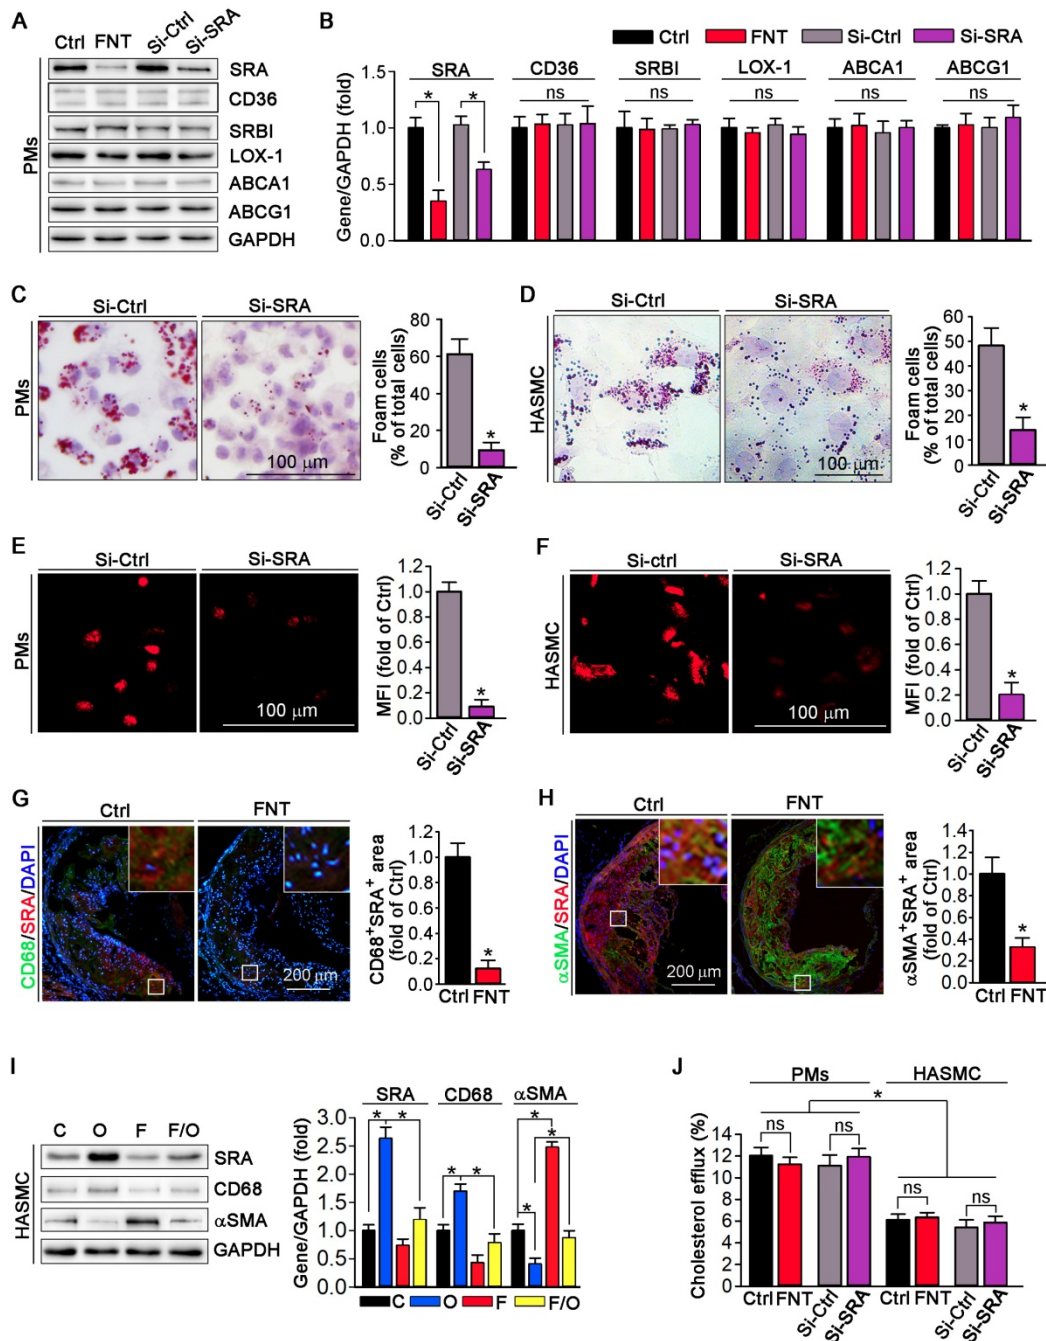 A
Ctrl FNT Si-Ctrl Si-SRA
PMs
SRA
CD36
SRBI
LOX-1
ABCA1
ABCG1
GAPDH
B
Ctrl FNT Si-Ctrl Si-SRA
Gene/GAPDH (fold)
1.5
1.0
0.5
0.0
SRA CD36 SRBI LOX-1 ABCA1 ABCG1
* * ns ns ns ns ns
C
Si-Ctrl Si-SRA
PMs
100 μm
Foam cells
(% of total cells)
80
60
40
20
0
*
Si-Ctrl Si-SRA
D
Si-Ctrl Si-SRA
HASMC
100 μm
Foam cells
(% of total cells)
60
50
40
30
20
10
0
*
Si-Ctrl Si-SRA
E
Si-Ctrl Si-SRA
PMs
100 μm
MFI (fold of Ctrl)
1.2
1.0
0.8
0.6
0.4
0.2
0.0
*
Si-Ctrl Si-SRA
F
Si-ctrl Si-SRA
HASMC
100 μm
MFI (fold of Ctrl)
1.2
1.0
0.8
0.6
0.4
0.2
0.0
*
Si-Ctrl Si-SRA
G
Ctrl FNT
CD68/SRA/DAPI
200 μm
CD68+SRA+ area
(fold of Ctrl)
1.2
1.0
0.8
0.6
0.4
0.2
0.0
*
Ctrl FNT
H
Ctrl FNT
αSMA/SRA/DAPI
200 μm
αSMA+SRA+ area
(fold of Ctrl)
1.4
1.2
1.0
0.8
0.6
0.4
0.2
0.0
*
Ctrl FNT
I
C O F F/O
HASMC
SRA
CD68
αSMA
GAPDH
Gene/GAPDH (fold)
3.0
2.5
2.0
1.5
1.0
0.5
0.0
SRA CD68 αSMA
* * * * * * *
C O F F/O
J
PMs HASMC
*
Cholesterol efflux (%)
14
12
10
8
6
4
2
0
ns ns ns ns
Ctrl FNT Si-Ctrl Si-SRA Ctrl FNT Si-Ctrl Si-SRA